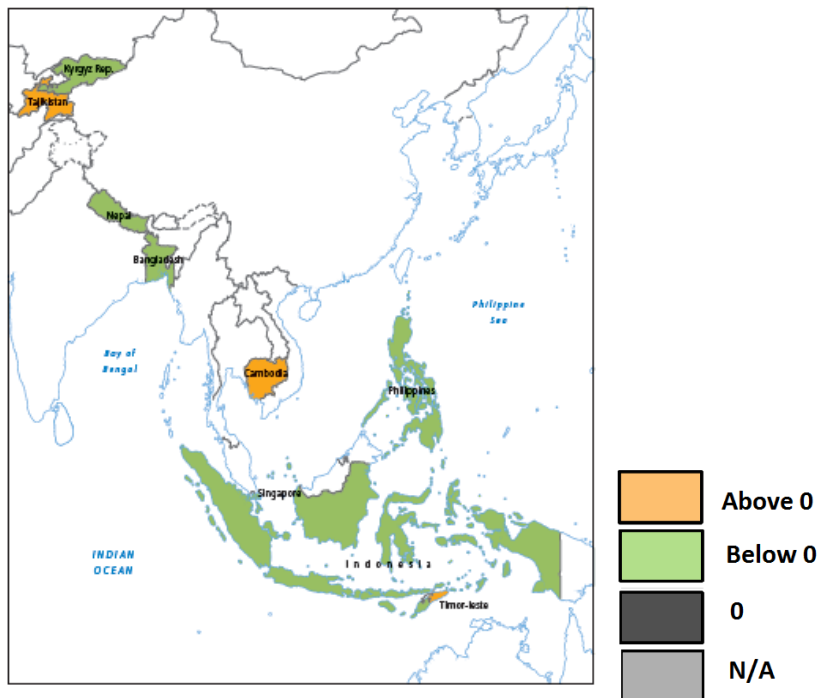 Kyrgyz Rep.
Tajikistan
Nepal
Bangladesh
Philippine
Sea
Bay of
Bengal
Cambodia
Philippines
Singapore
Above 0
INDIAN
OCEAN
Below 0
Indonesia
Timor-leste
0
N/A